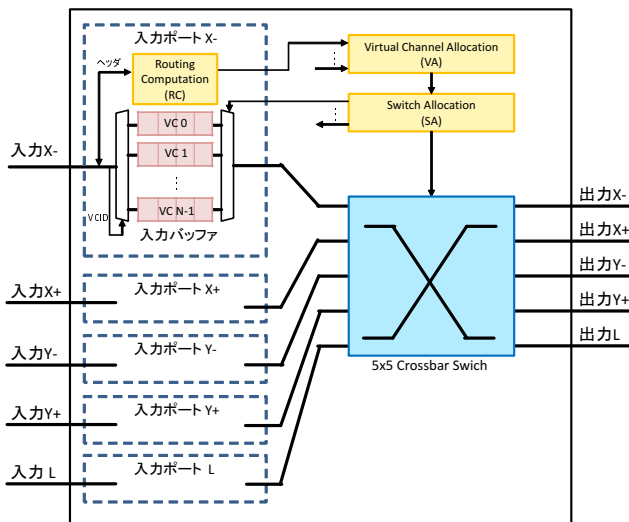 入力ポート X-
ヘッダ
Routing
Computation
(RC)
Virtual Channel Allocation
(VA)
Switch Allocation
(SA)
VC 0
VC 1
VC N-1
VCID
入力バッファ
入力X-
入力X+
入力Y-
入力Y+
入力 L
入力ポート X+
入力ポート Y-
入力ポート Y+
入力ポート L
5x5 Crossbar Swich
出力X-
出力X+
出力Y-
出力Y+
出力L